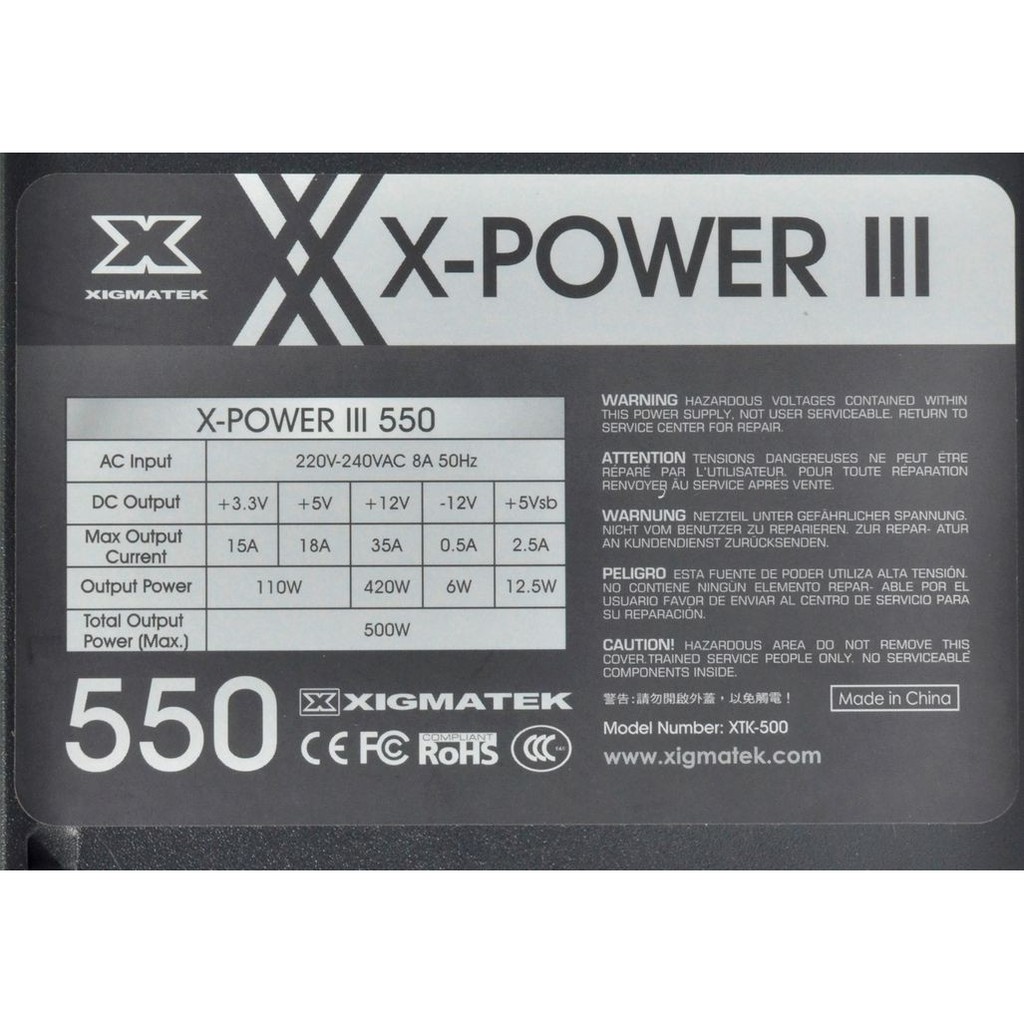 XIGMATEK
X-POWER III
X-POWER III 550
AC Input 220V-240VAC 8A 50Hz
DC Output +3.3V +5V +12V -12V +5Vsb
Max Output
Current 15A 18A 35A 0.5A 2.5A
Output Power 110W 420W 6W 12.5W
Total Output
Power (Max.) 500W
550
XIGMATEK
CE FC COMPLIANT RoHS CCC
WARNING HAZARDOUS VOLTAGES CONTAINED WITHIN
THIS POWER SUPPLY, NOT USER SERVICEABLE. RETURN TO
SERVICE CENTER FOR REPAIR.
ATTENTION TENSIONS DANGEREUSES NE PEUT ÊTRE
RÉPARÉ PAR L'UTILISATEUR. POUR TOUTE RÉPARATION
RENVOYER ÂU SERVICE APRÉS VENTE.
WARNUNG NETZTEIL UNTER GEFÄHRLICHER SPANNUNG.
NICHT VOM BENUTZER ZU REPARIEREN. ZUR REPAR- ATUR
AN KUNDENDIENST ZURÜCKSENDEN.
PELIGRO ESTA FUENTE DE PODER UTILIZA ALTA TENSIÓN.
NO CONTIENE NINGÚN ELEMENTO REPAR- ABLE POR EL
USUARIO FAVOR DE ENVIAR AL CENTRO DE SERVICIO PARA
SU REPARACIÓN.
CAUTION! HAZARDOUS AREA DO NOT REMOVE THIS
COVER.TRAINED SERVICE PEOPLE ONLY. NO SERVICEABLE
COMPONENTS INSIDE.
警告:請勿開啟外蓋，以免觸電！ Made in China
Model Number: XTK-500
www.xigmatek.com